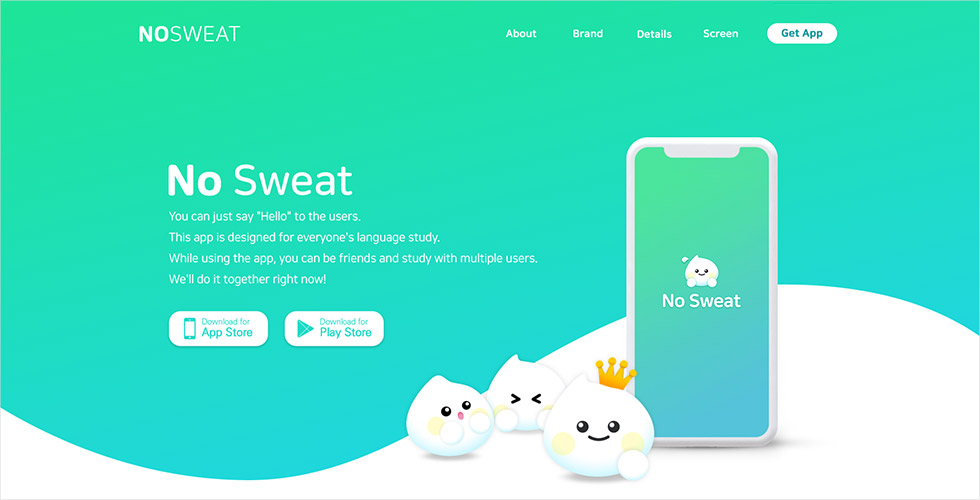 NOSWEAT
About
Brand
Details
Screen
Get App
No Sweat
You can just say "Hello" to the users.
This app is designed for everyone's language study.
While using the app, you can be friends and study with multiple users.
We'll do it together right now!
Download for
App Store
Download for
Play Store
No Sweat